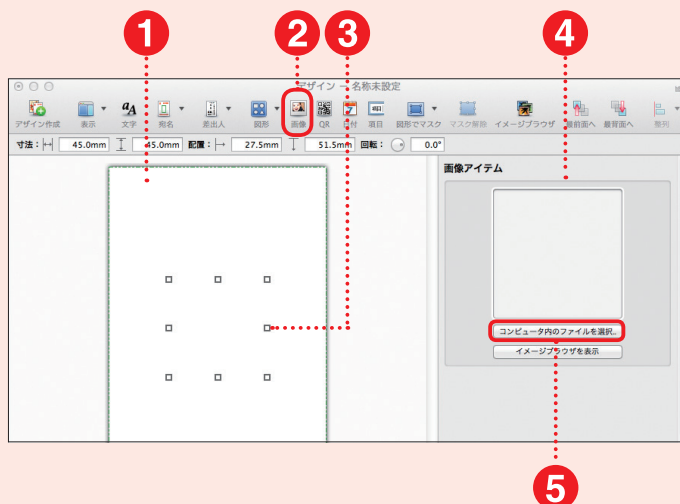 1 2 3 4
デザイン — 名称未設定
デザイン作成 表示 文字 宛名 差出人 図形 画像 QR 日付 項目 図形でマスク マスク解除 イメージブラウザ 最前面へ 最背面へ 整列
寸法： 45.0mm 45.0mm 配置： 27.5mm 51.5mm 回転： 0.0°
画像アイテム
コンピュータ内のファイルを選択...
イメージブラウザを表示
5